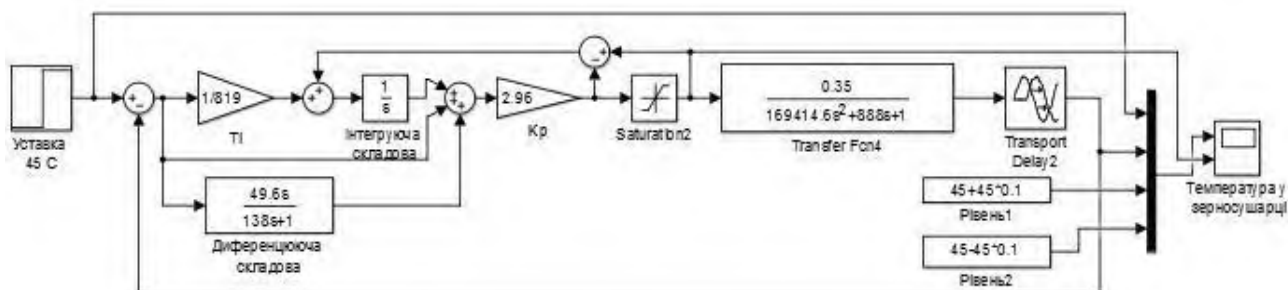 Уставка
45 C
1/819
TI
1
s
Інтегруюча
складова
49.6s
138s+1
Диференцююча
складова
2.96
Kp
Saturation2
0.35
169414.6s²+888s+1
Transfer Fcn4
Transport
Delay2
45+45*0.1
Рівень1
45-45*0.1
Рівень2
Температура у
зерносушарці